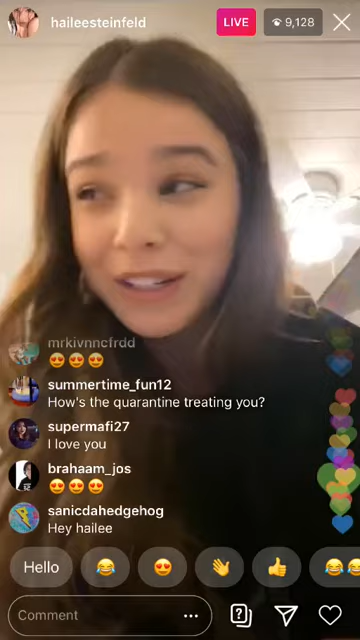 haileesteinfeld LIVE 9,128
mrkivnncfrdd
summertime_fun12
How's the quarantine treating you?
supermafi27
I love you
brahaam_jos
sanicdahedgehog
Hey hailee
Hello
Comment